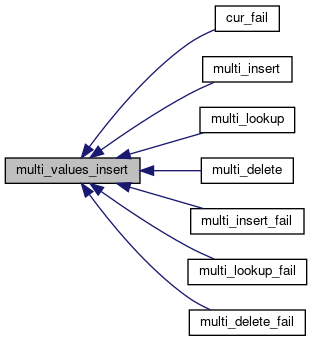 cur_fail
multi_insert
multi_lookup
multi_values_insert
multi_delete
multi_insert_fail
multi_lookup_fail
multi_delete_fail